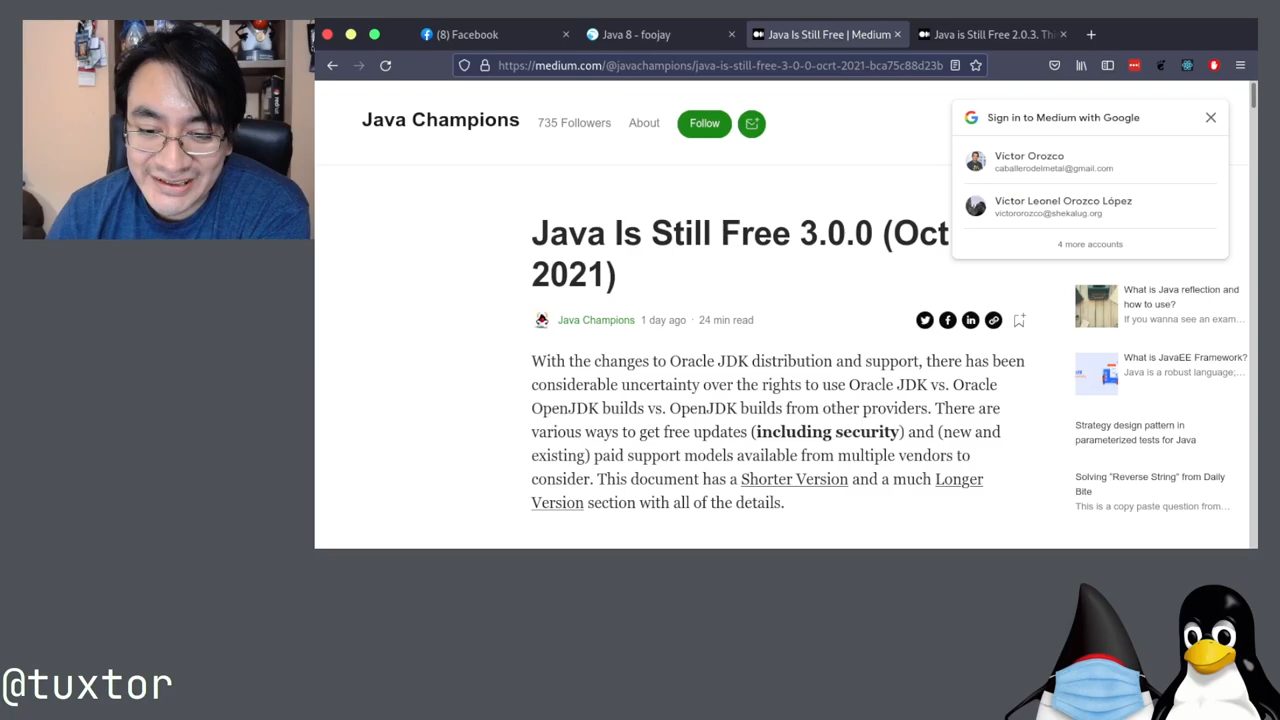 (8) Facebook
Java 8 - foojay
Java Is Still Free | Medium
Java is Still Free 2.0.3. Th
https://medium.com/@javachampions/java-is-still-free-3-0-0-ocrt-2021-bca75c88d23b
Java Champions
735 Followers
About
Follow
Sign in to Medium with Google
Víctor Orozco
caballerodelmetal@gmail.com
Víctor Leonel Orozco López
victororozco@shekalug.org
4 more accounts
Java Is Still Free 3.0.0 (Oct
2021)
Java Champions 1 day ago · 24 min read
With the changes to Oracle JDK distribution and support, there has been
considerable uncertainty over the rights to use Oracle JDK vs. Oracle
OpenJDK builds vs. OpenJDK builds from other providers. There are
various ways to get free updates (including security) and (new and
existing) paid support models available from multiple vendors to
consider. This document has a Shorter Version and a much Longer
Version section with all of the details.
What is Java reflection and
how to use?
If you wanna see an exam…
What is JavaEE Framework?
Java is a robust language;…
Strategy design pattern in
parameterized tests for Java
Solving "Reverse String" from Daily
Bite
This is a copy paste question from…
@tuxtor